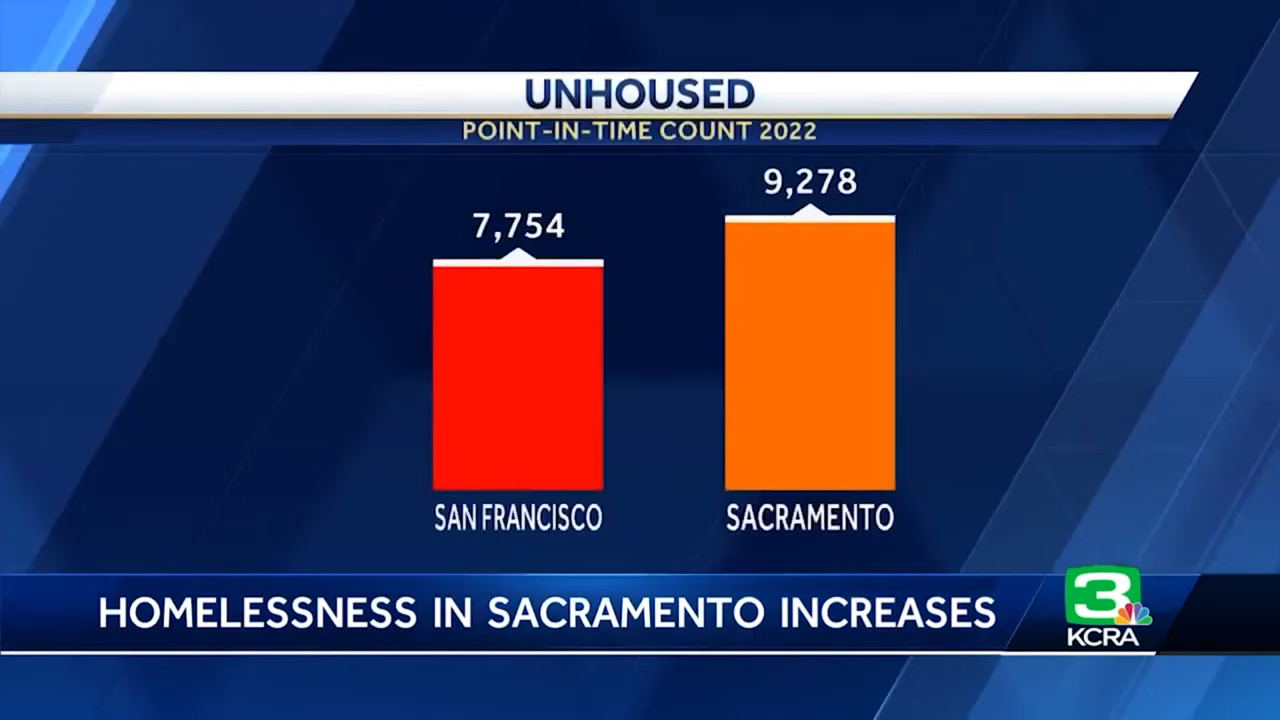 UNHOUSED
POINT-IN-TIME COUNT 2022
7,754
9,278
SAN FRANCISCO
SACRAMENTO
HOMELESSNESS IN SACRAMENTO INCREASES
3
KCRA